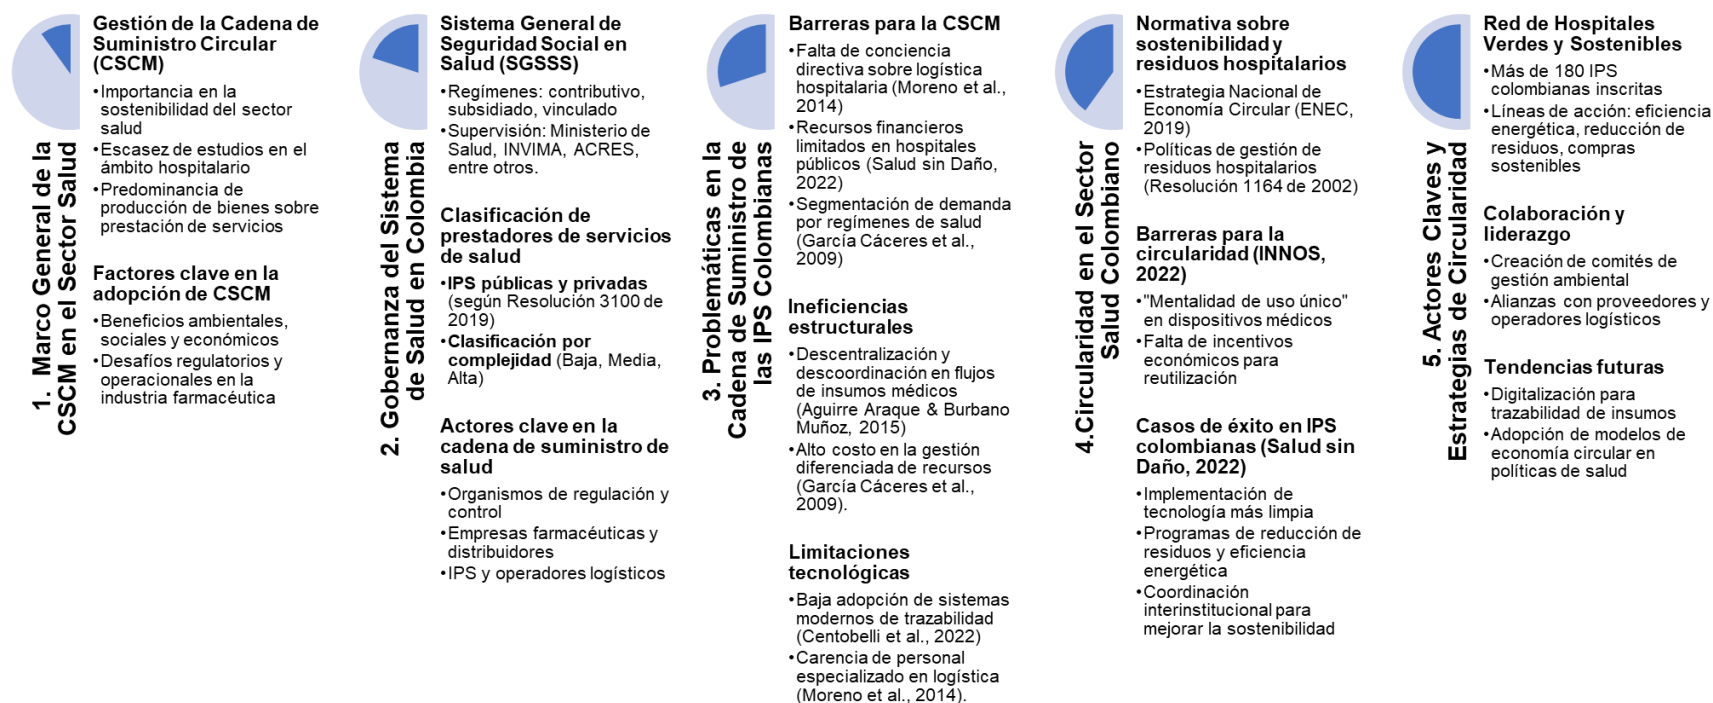 1. Marco General de la
CSCM en el Sector Salud
Gestión de la Cadena de
Suministro Circular
(CSCM)
•Importancia en la
sostenibilidad del sector
salud
•Escasez de estudios en el
ámbito hospitalario
•Predominancia de
producción de bienes sobre
prestación de servicios
Factores clave en la
adopción de CSCM
•Beneficios ambientales,
sociales y económicos
•Desafíos regulatorios y
operacionales en la
industria farmacéutica
2. Gobernanza del Sistema
de Salud en Colombia
Sistema General de
Seguridad Social en
Salud (SGSSS)
•Regímenes: contributivo,
subsidiado, vinculado
•Supervisión: Ministerio de
Salud, INVIMA, ACRES,
entre otros.
Clasificación de
prestadores de servicios
de salud
•IPS públicas y privadas
(según Resolución 3100 de
2019)
•Clasificación por
complejidad (Baja, Media,
Alta)
Actores clave en la
cadena de suministro de
salud
•Organismos de regulación y
control
•Empresas farmacéuticas y
distribuidores
•IPS y operadores logísticos
3. Problemáticas en la
Cadena de Suministro de
las IPS Colombianas
Barreras para la CSCM
•Falta de conciencia
directiva sobre logística
hospitalaria (Moreno et al.,
2014)
•Recursos financieros
limitados en hospitales
públicos (Salud sin Daño,
2022)
•Segmentación de demanda
por regímenes de salud
(García Cáceres et al.,
2009)
Ineficiencias
estructurales
•Descentralización y
descoordinación en flujos
de insumos médicos
(Aguirre Araque & Burbano
Muñoz, 2015)
•Alto costo en la gestión
diferenciada de recursos
(García Cáceres et al.,
2009).
Limitaciones
tecnológicas
•Baja adopción de sistemas
modernos de trazabilidad
(Centobelli et al., 2022)
•Carencia de personal
especializado en logística
(Moreno et al., 2014).
4.Circularidad en el Sector
Salud Colombiano
Normativa sobre
sostenibilidad y
residuos hospitalarios
•Estrategia Nacional de
Economía Circular (ENEC,
2019)
•Políticas de gestión de
residuos hospitalarios
(Resolución 1164 de 2002)
Barreras para la
circularidad (INNOS,
2022)
•"Mentalidad de uso único"
en dispositivos médicos
•Falta de incentivos
económicos para
reutilización
Casos de éxito en IPS
colombianas (Salud sin
Daño, 2022)
•Implementación de
tecnología más limpia
•Programas de reducción de
residuos y eficiencia
energética
•Coordinación
interinstitucional para
mejorar la sostenibilidad
5. Actores Claves y
Estrategias de Circularidad
Red de Hospitales
Verdes y Sostenibles
•Más de 180 IPS
colombianas inscritas
•Líneas de acción: eficiencia
energética, reducción de
residuos, compras
sostenibles
Colaboración y
liderazgo
•Creación de comités de
gestión ambiental
•Alianzas con proveedores y
operadores logísticos
Tendencias futuras
•Digitalización para
trazabilidad de insumos
•Adopción de modelos de
economía circular en
políticas de salud